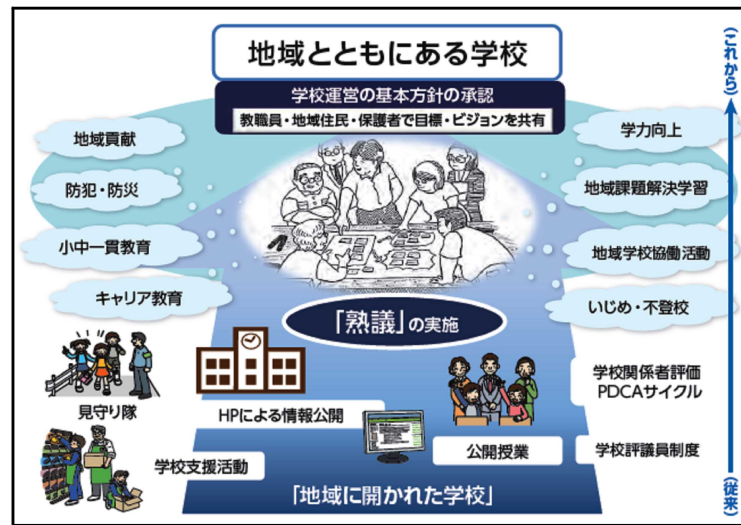 地域とともにある学校
(これから)
学校運営の基本方針の承認
教職員・地域住民・保護者で目標・ビジョンを共有
地域貢献
学力向上
防犯・防災
地域課題解決学習
小中一貫教育
地域学校協働活動
キャリア教育
いじめ・不登校
「熟議」の実施
学校関係者評価
PDCAサイクル
見守り隊
HPによる情報公開
公開授業
学校評議員制度
学校支援活動
「地域に開かれた学校」
(従来)